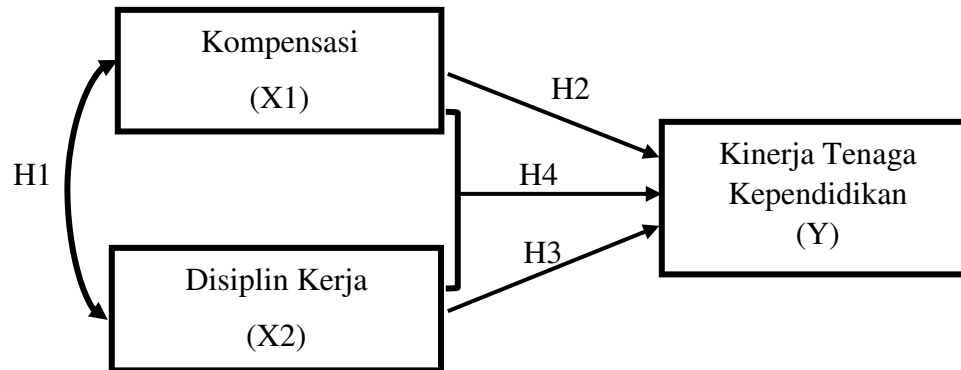 Kompensasi
(X1)
H2
H1
H4
Kinerja Tenaga
Kependidikan
(Y)
H3
Disiplin Kerja
(X2)